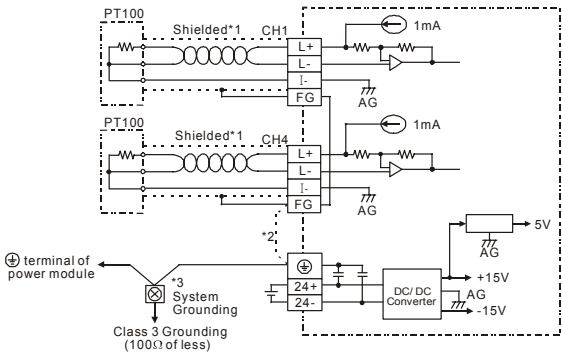 PT100
Shielded*1
CH1
L+
L-
I-
FG
1mA
AG
PT100
Shielded*1
CH4
L+
L-
I-
FG
1mA
AG
*2
5V
AG
terminal of
power module
*3
System
Grounding
24+
24-
DC/DC
Converter
+15V
AG
-15V
Class 3 Grounding
(100Ω of less)